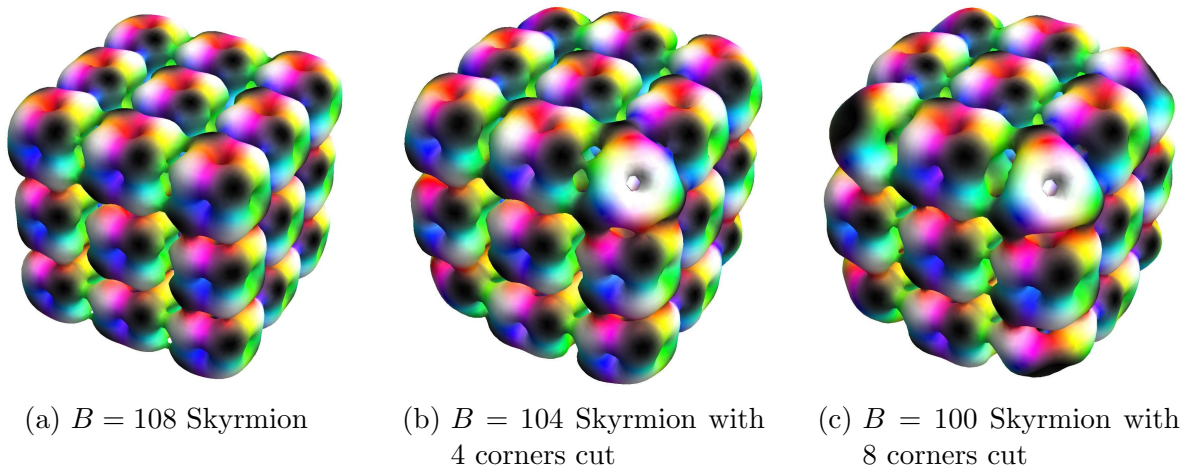 (a) B = 108 Skyrmion
(b) B = 104 Skyrmion with
4 corners cut
(c) B = 100 Skyrmion with
8 corners cut